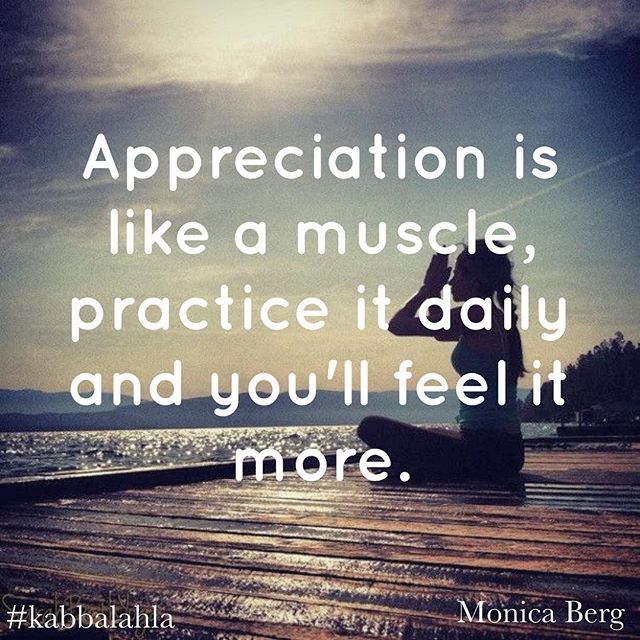 Appreciation is
like a muscle,
practice it daily
and you'll feel it
more.
#kabbalahla
Monica Berg